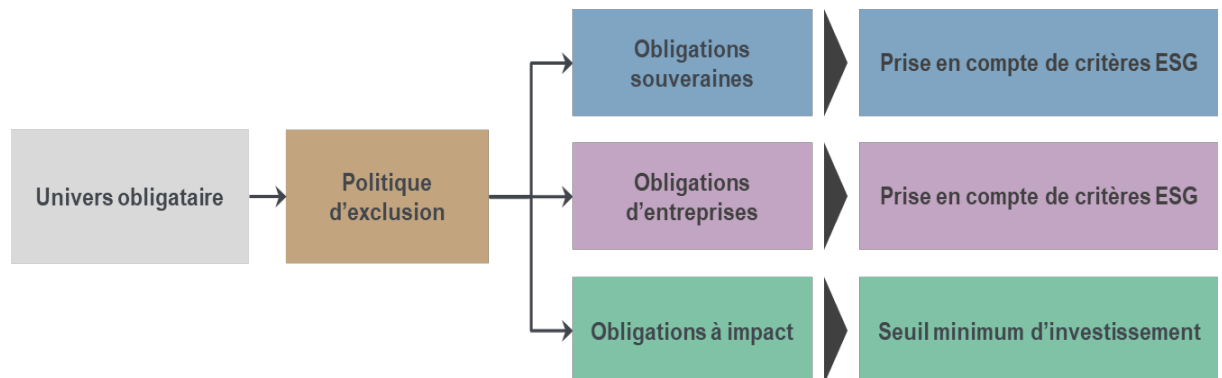 Univers obligataire
Politique
d’exclusion
Obligations
souveraines
Prise en compte de critères ESG
Obligations
d’entreprises
Prise en compte de critères ESG
Obligations à impact
Seuil minimum d’investissement